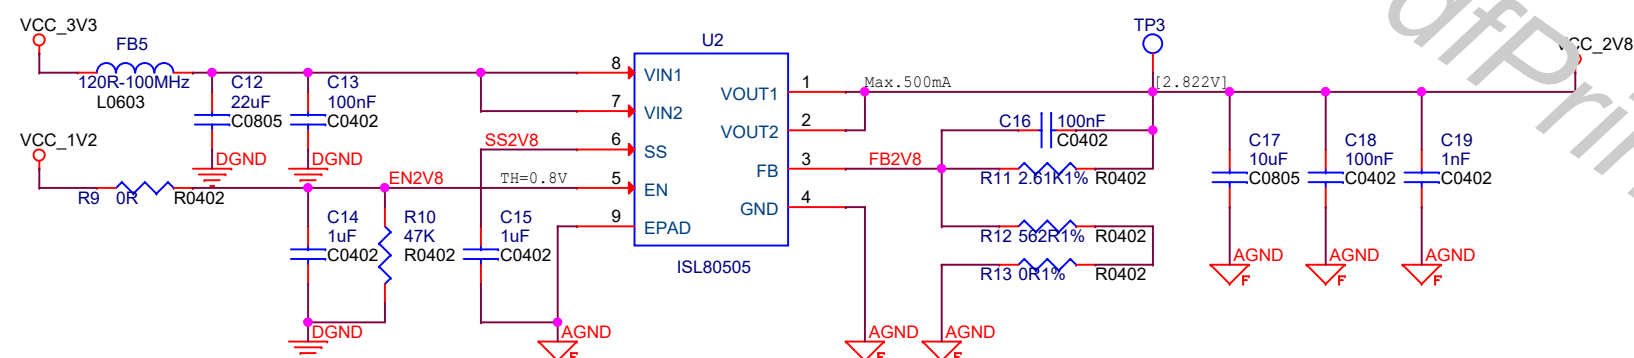 VCC_3V3
FB5
120R-100MHz
L0603
C12
22uF
C0805
DGND
C13
100nF
C0402
DGND
VCC_1V2
R9 0R R0402
EN2V8
TH=0.8V
C14
1uF
C0402
DGND
R10
47K
R0402
SS2V8
C15
1uF
C0402
AGND
U2
8 VIN1
7 VIN2
6 SS
5 EN
9 EPAD
VOUT1 1
VOUT2 2
FB 3
GND 4
ISL80505
Max.500mA
FB2V8
AGND
TP3
[2.822V]
C16 100nF
C0402
R11 2.61K1% R0402
R12 562R1% R0402
R13 0R1% R0402
AGND
C17
10uF
C0805
AGND
C18
100nF
C0402
AGND
C19
1nF
C0402
AGND
VCC_2V8